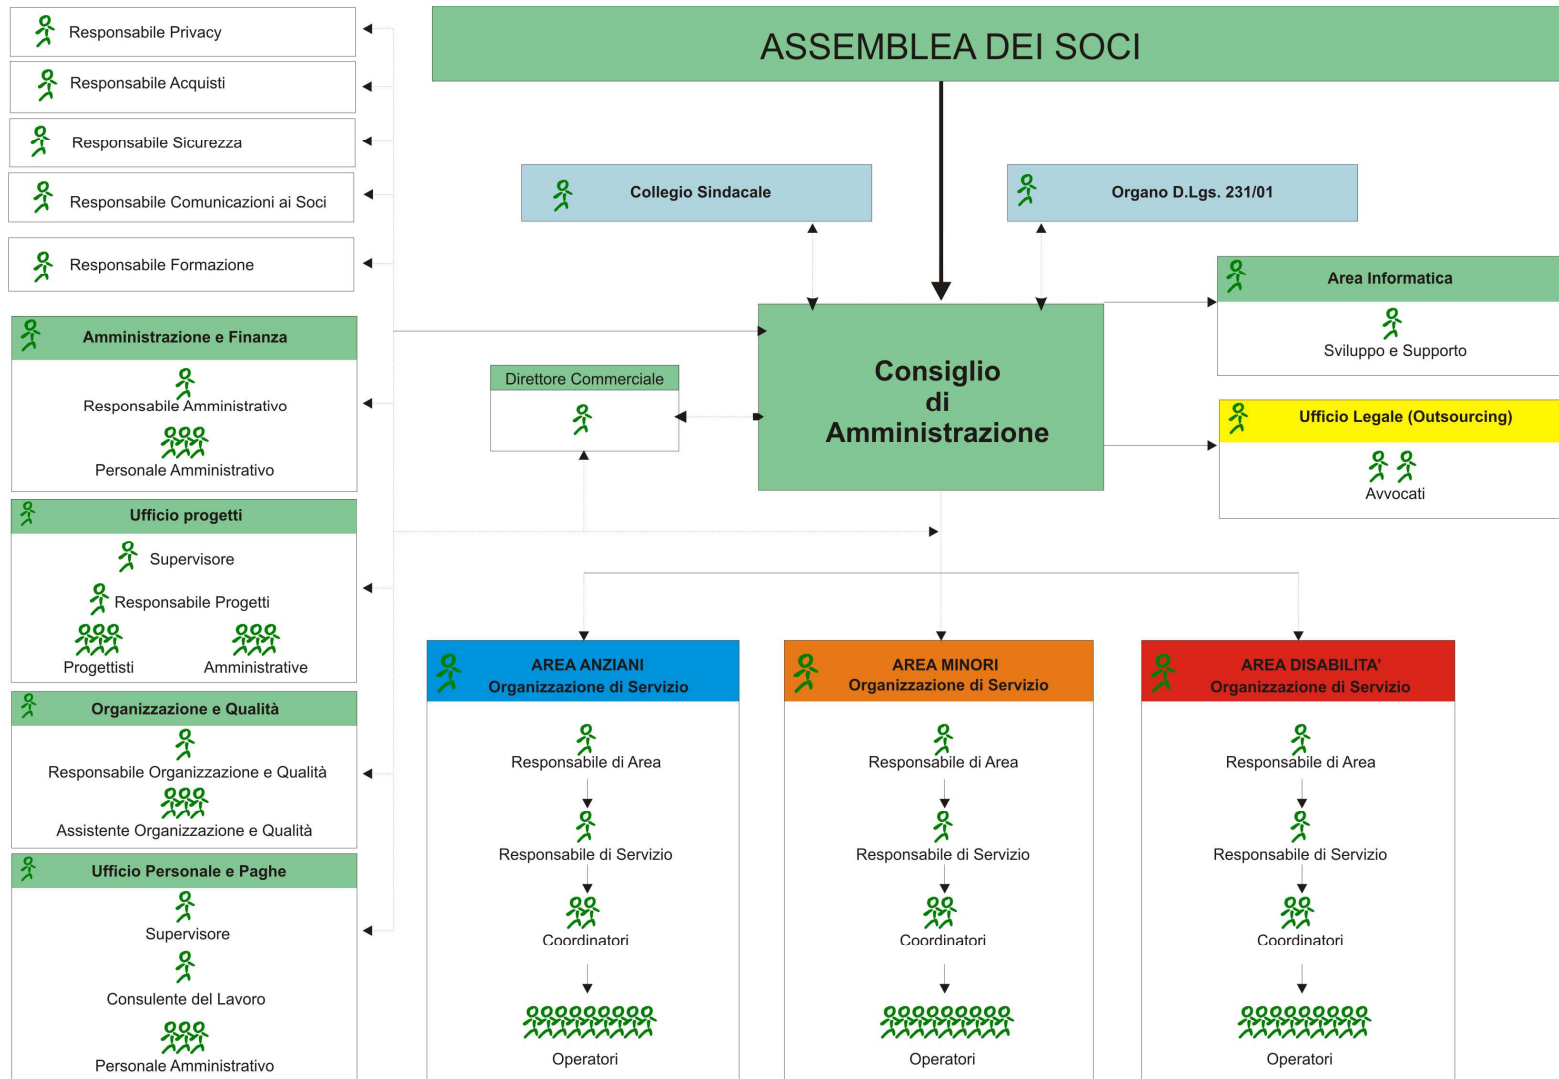 Responsabile Privacy
Responsabile Acquisti
Responsabile Sicurezza
Responsabile Comunicazioni ai Soci
Responsabile Formazione
Amministrazione e Finanza
Responsabile Amministrativo
Personale Amministrativo
Ufficio progetti
Supervisore
Responsabile Progetti
Progettisti
Amministrative
Organizzazione e Qualità
Responsabile Organizzazione e Qualità
Assistente Organizzazione e Qualità
Ufficio Personale e Paghe
Supervisore
Consulente del Lavoro
Personale Amministrativo
ASSEMBLEA DEI SOCI
Collegio Sindacale
Organo D.Lgs. 231/01
Direttore Commerciale
Consiglio
di
Amministrazione
Area Informatica
Sviluppo e Supporto
Ufficio Legale (Outsourcing)
Avvocati
AREA ANZIANI
Organizzazione di Servizio
Responsabile di Area
Responsabile di Servizio
Coordinatori
Operatori
AREA MINORI
Organizzazione di Servizio
Responsabile di Area
Responsabile di Servizio
Coordinatori
Operatori
AREA DISABILITA'
Organizzazione di Servizio
Responsabile di Area
Responsabile di Servizio
Coordinatori
Operatori